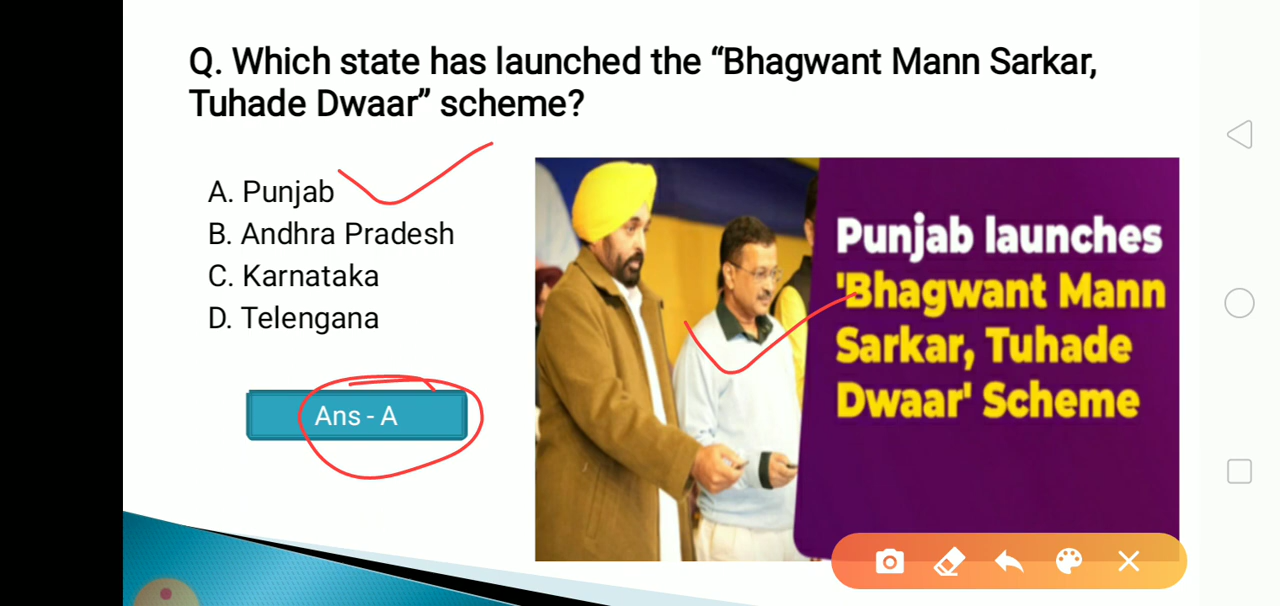 Q. Which state has launched the “Bhagwant Mann Sarkar,
Tuhade Dwaar” scheme?
A. Punjab
B. Andhra Pradesh
C. Karnataka
D. Telengana
Ans - A
Punjab launches
'Bhagwant Mann
Sarkar, Tuhade
Dwaar' Scheme